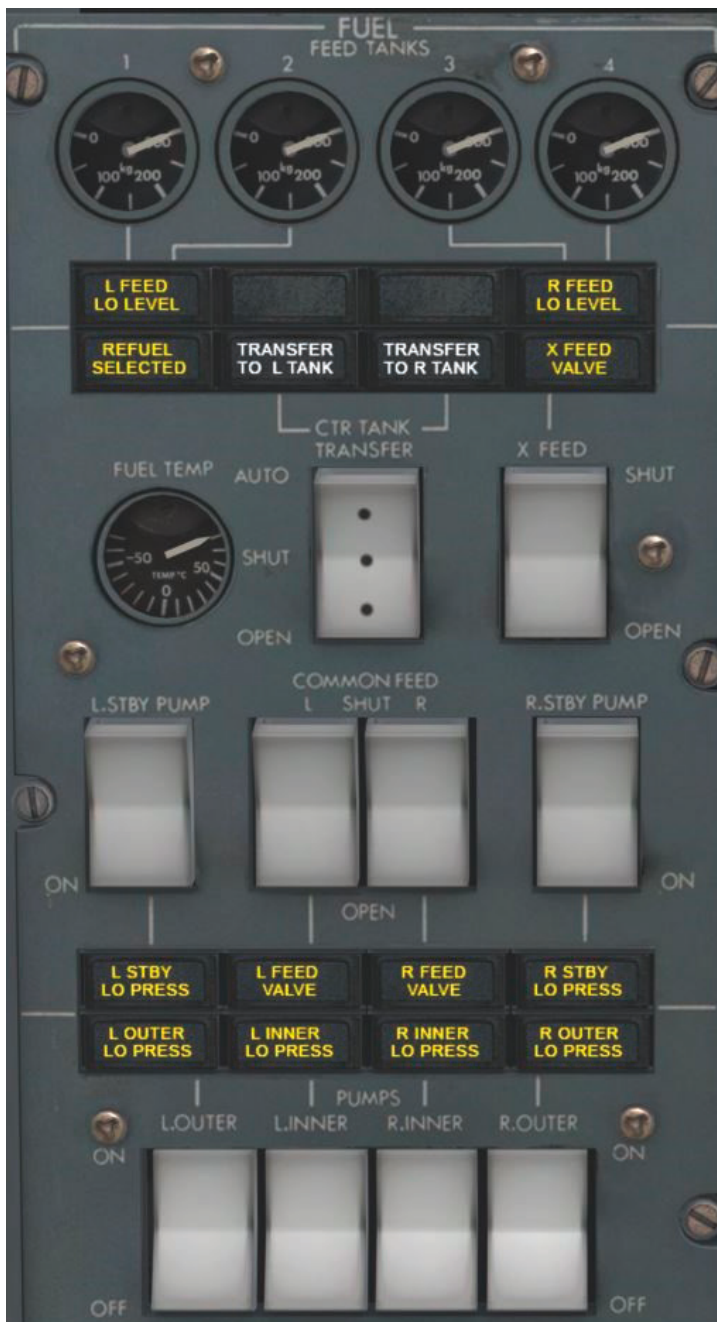 FUEL
FEED TANKS
1 2 3 4
0 0 0 0
kg kg kg kg
100 200 100 200 100 200 100 200
L FEED
LO LEVEL
R FEED
LO LEVEL
REFUEL
SELECTED
TRANSFER
TO L TANK
TRANSFER
TO R TANK
X FEED
VALVE
CTR TANK
TRANSFER
X FEED
FUEL TEMP
AUTO
SHUT
SHUT
-50
50
TEMP °C
0
OPEN
OPEN
COMMON FEED
L.STBY PUMP
L SHUT R
R.STBY PUMP
ON
ON
OPEN
L STBY
LO PRESS
L FEED
VALVE
R FEED
VALVE
R STBY
LO PRESS
L OUTER
LO PRESS
L INNER
LO PRESS
R INNER
LO PRESS
R OUTER
LO PRESS
PUMPS
L.OUTER L.INNER R.INNER R.OUTER
ON
ON
OFF
OFF